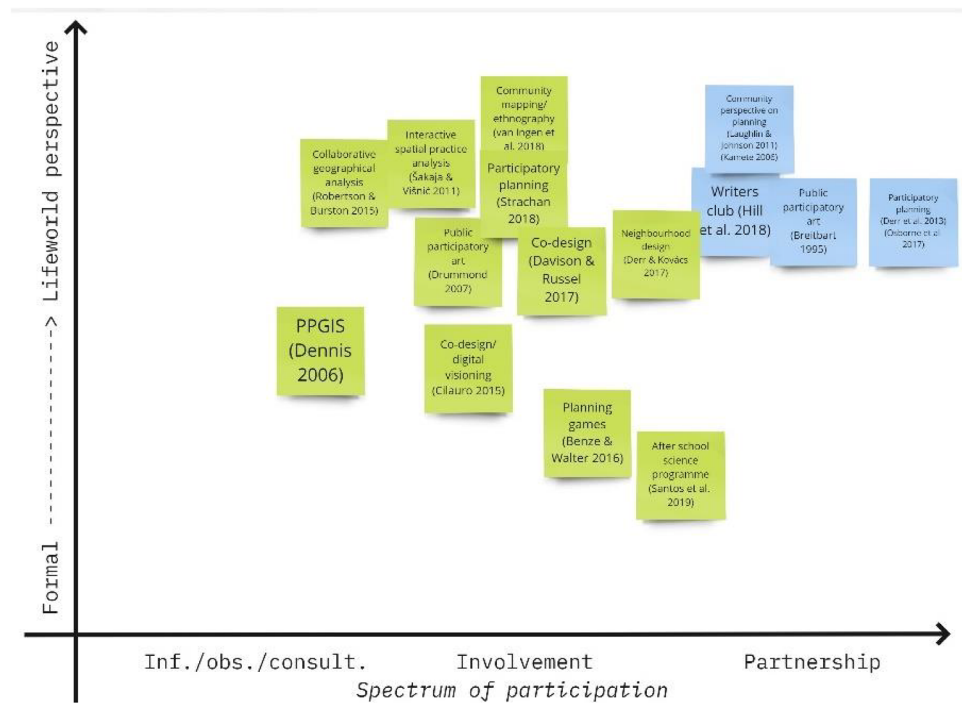 Formal ---------> Lifeworld perspective
Community
mapping/
ethnography
(van Ingen et
al. 2018)
Community
perspective on
planning
(Laughlin &
Johnson 2011)
(Kamete 2006)
Interactive
spatial practice
analysis
(Šakaja &
Višnić 2011)
Collaborative
geographical
analysis
(Robertson &
Burston 2015)
Participatory
planning
(Strachan
2018)
Writers
club (Hill
et al. 2018)
Public
participatory
art
(Breitbart
1995)
Participatory
planning
(Derr et al. 2013)
(Osborne et al.
2017)
Public
participatory
art
(Drummond
2007)
Co-design
(Davison &
Russel
2017)
Neighbourhood
design
(Derr & Kovács
2017)
PPGIS
(Dennis
2006)
Co-design/
digital
visioning
(Cilauro 2015)
Planning
games
(Benze &
Walter 2016)
After school
science
programme
(Santos et al.
2019)
Inf./obs./consult.
Involvement
Partnership
Spectrum of participation